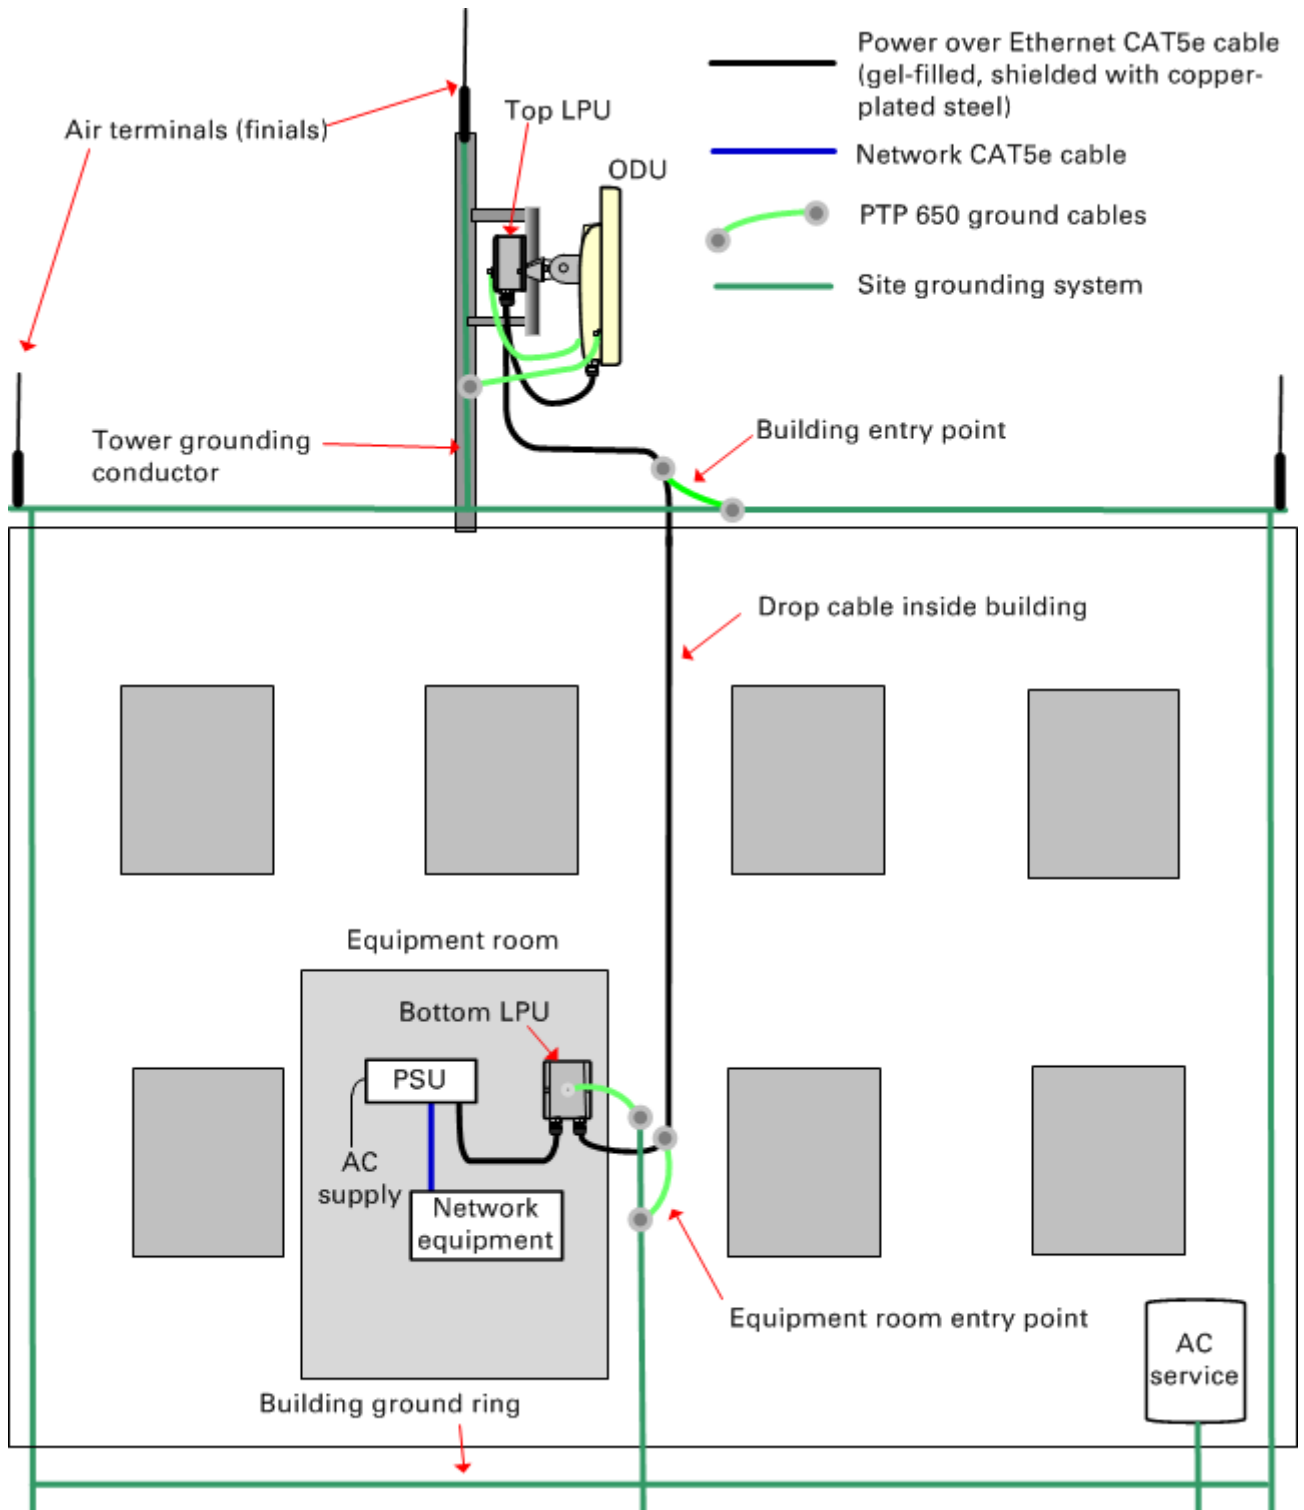 Power over Ethernet CAT5e cable
(gel-filled, shielded with copper-
plated steel)
Top LPU
Air terminals (finials)
Network CAT5e cable
ODU
PTP 650 ground cables
Site grounding system
Building entry point
Tower grounding
conductor
Drop cable inside building
Equipment room
Bottom LPU
PSU
AC
supply
Network
equipment
Equipment room entry point
AC
service
Building ground ring